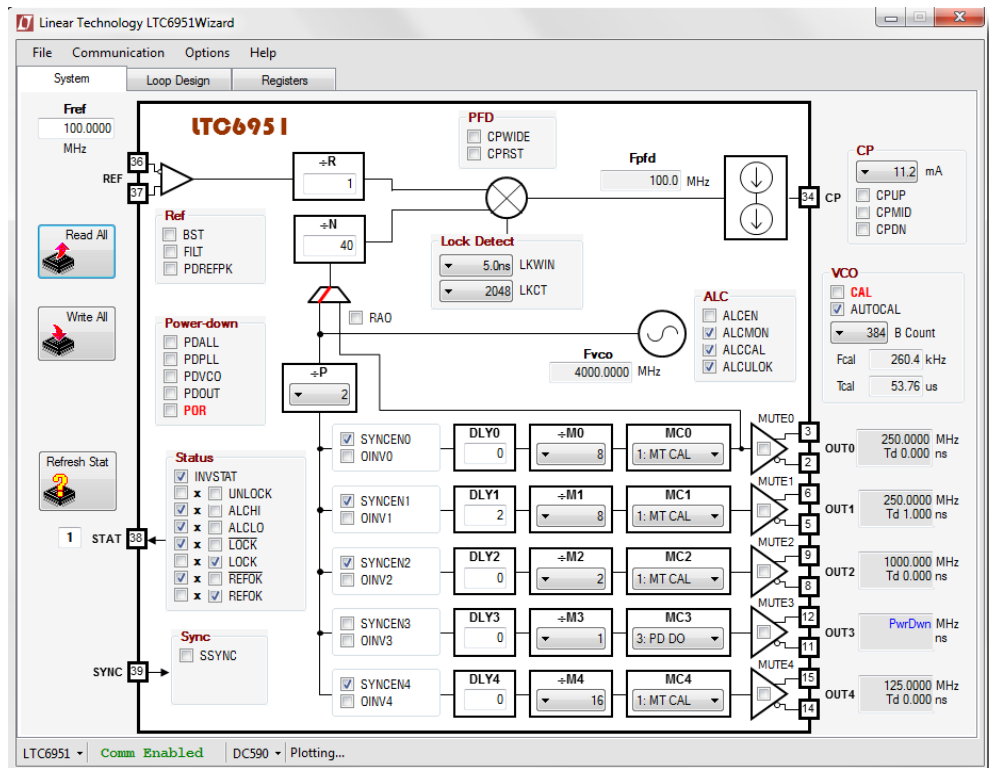 Linear Technology LTC6951Wizard
File Communication Options Help
System Loop Design Registers
Fref
100.0000
MHz
REF
36
37
LTC6951
÷R
1
÷N
40
PFD
CPWIDE
CPRST
Fpfd
100.0 MHz
34 CP
CP
11.2 mA
CPUP
CPMID
CPDN
Read All
Write All
Refresh Stat
Ref
BST
FILT
PDREFPK
Lock Detect
5.0ns LKWIN
2048 LKCT
RAO
ALC
ALCEN
ALCMON
ALCCAL
ALCULOK
VCO
CAL
AUTOCAL
384 B Count
Fcal 260.4 kHz
Tcal 53.76 us
Power-down
PDALL
PDPLL
PDVCO
PDOUT
POR
÷P
2
Fvco
4000.0000 MHz
Status
INVSTAT
x UNLOCK
x ALCHI
x ALCLO
x LOCK
x LOCK
x REFOK
x REFOK
1 STAT 38
Sync
SSYNC
SYNC 39
SYNCEN0
OINV0
DLY0
0
÷M0
8
MC0
1: MT CAL
MUTE0
3
2
OUT0
250.0000 MHz
Td 0.000 ns
SYNCEN1
OINV1
DLY1
2
÷M1
8
MC1
1: MT CAL
MUTE1
6
5
OUT1
250.0000 MHz
Td 1.000 ns
SYNCEN2
OINV2
DLY2
0
÷M2
2
MC2
1: MT CAL
MUTE2
9
8
OUT2
1000.000 MHz
Td 0.000 ns
SYNCEN3
OINV3
DLY3
0
÷M3
1
MC3
3: PD DO
MUTE3
12
11
OUT3
PwrDwn MHz
ns
SYNCEN4
OINV4
DLY4
0
÷M4
16
MC4
1: MT CAL
MUTE4
15
14
OUT4
125.0000 MHz
Td 0.000 ns
LTC6951 Comm Enabled DC590 Plotting...